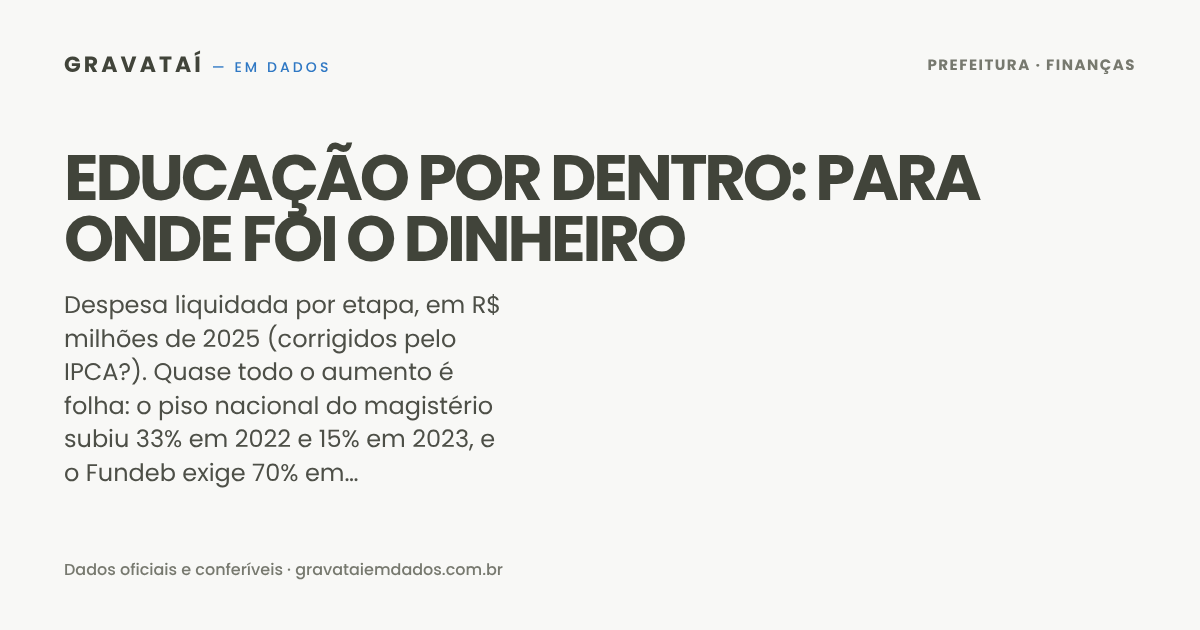 GRAVATAÍ — EM DADOS
PREFEITURA · FINANÇAS
EDUCAÇÃO POR DENTRO: PARA
ONDE FOI O DINHEIRO
Despesa liquidada por etapa, em R$
milhões de 2025 (corrigidos pelo
IPCA?). Quase todo o aumento é
folha: o piso nacional do magistério
subiu 33% em 2022 e 15% em 2023, e
o Fundeb exige 70% em...
Dados oficiais e conferíveis · gravataiemdados.com.br